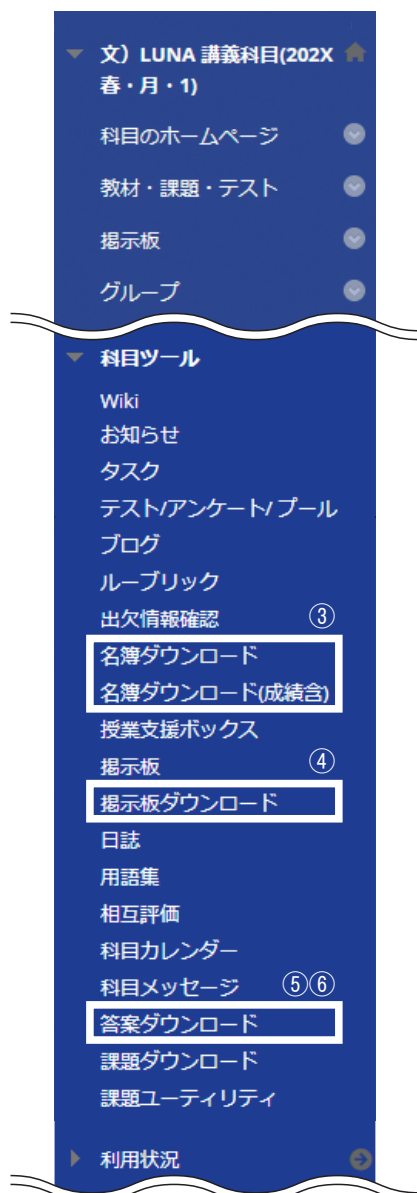 文）LUNA 講義科目(202X
春・月・1)
科目のホームページ
教材・課題・テスト
掲示板
グループ
科目ツール
Wiki
お知らせ
タスク
テスト/アンケート/ プール
ブログ
ルーブリック
出欠情報確認 ③
名簿ダウンロード
名簿ダウンロード(成績含)
授業支援ボックス
掲示板 ④
掲示板ダウンロード
日誌
用語集
相互評価
科目カレンダー
科目メッセージ ⑤⑥
答案ダウンロード
課題ダウンロード
課題ユーティリティ
利用状況